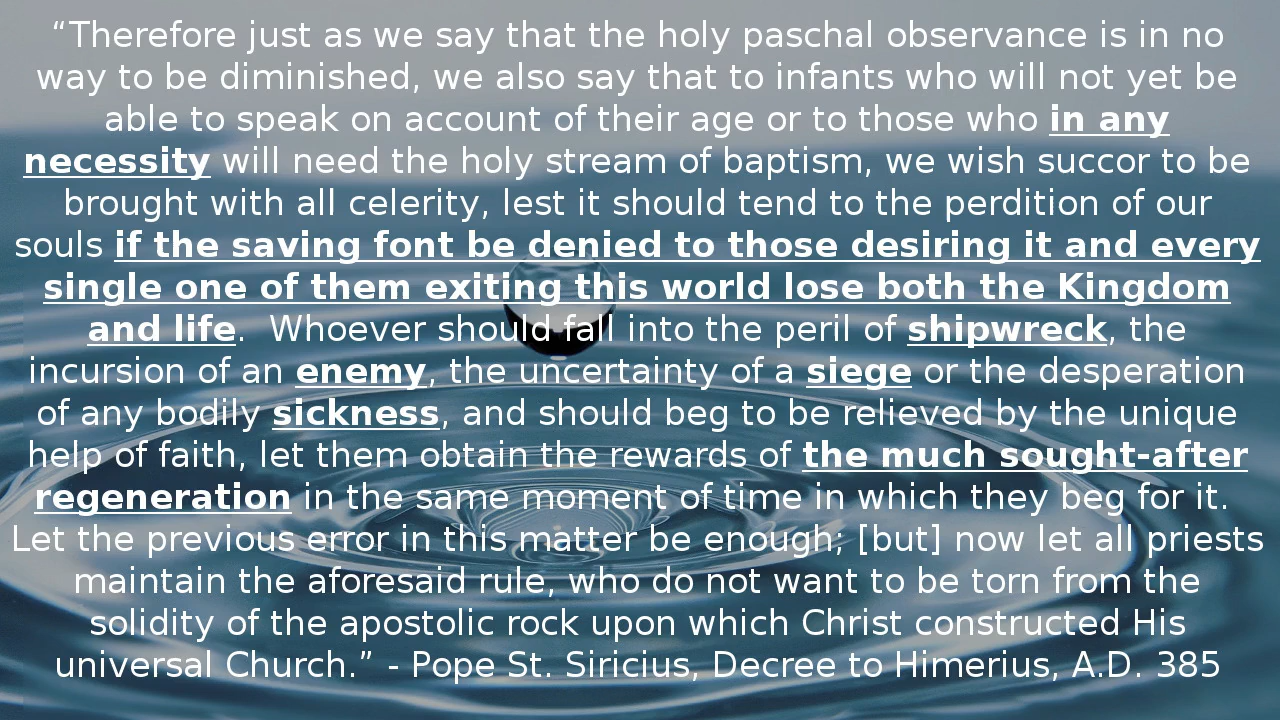 “Therefore just as we say that the holy paschal observance is in no
way to be diminished, we also say that to infants who will not yet be
able to speak on account of their age or to those who in any
necessity will need the holy stream of baptism, we wish succor to be
brought with all celerity, lest it should tend to the perdition of our
souls if the saving font be denied to those desiring it and every
single one of them exiting this world lose both the Kingdom
and life.  Whoever should fall into the peril of shipwreck, the
incursion of an enemy, the uncertainty of a siege or the desperation
of any bodily sickness, and should beg to be relieved by the unique
help of faith, let them obtain the rewards of the much sought-after
regeneration in the same moment of time in which they beg for it.
Let the previous error in this matter be enough; [but] now let all priests
maintain the aforesaid rule, who do not want to be torn from the
solidity of the apostolic rock upon which Christ constructed His
universal Church.” - Pope St. Siricius, Decree to Himerius, A.D. 385